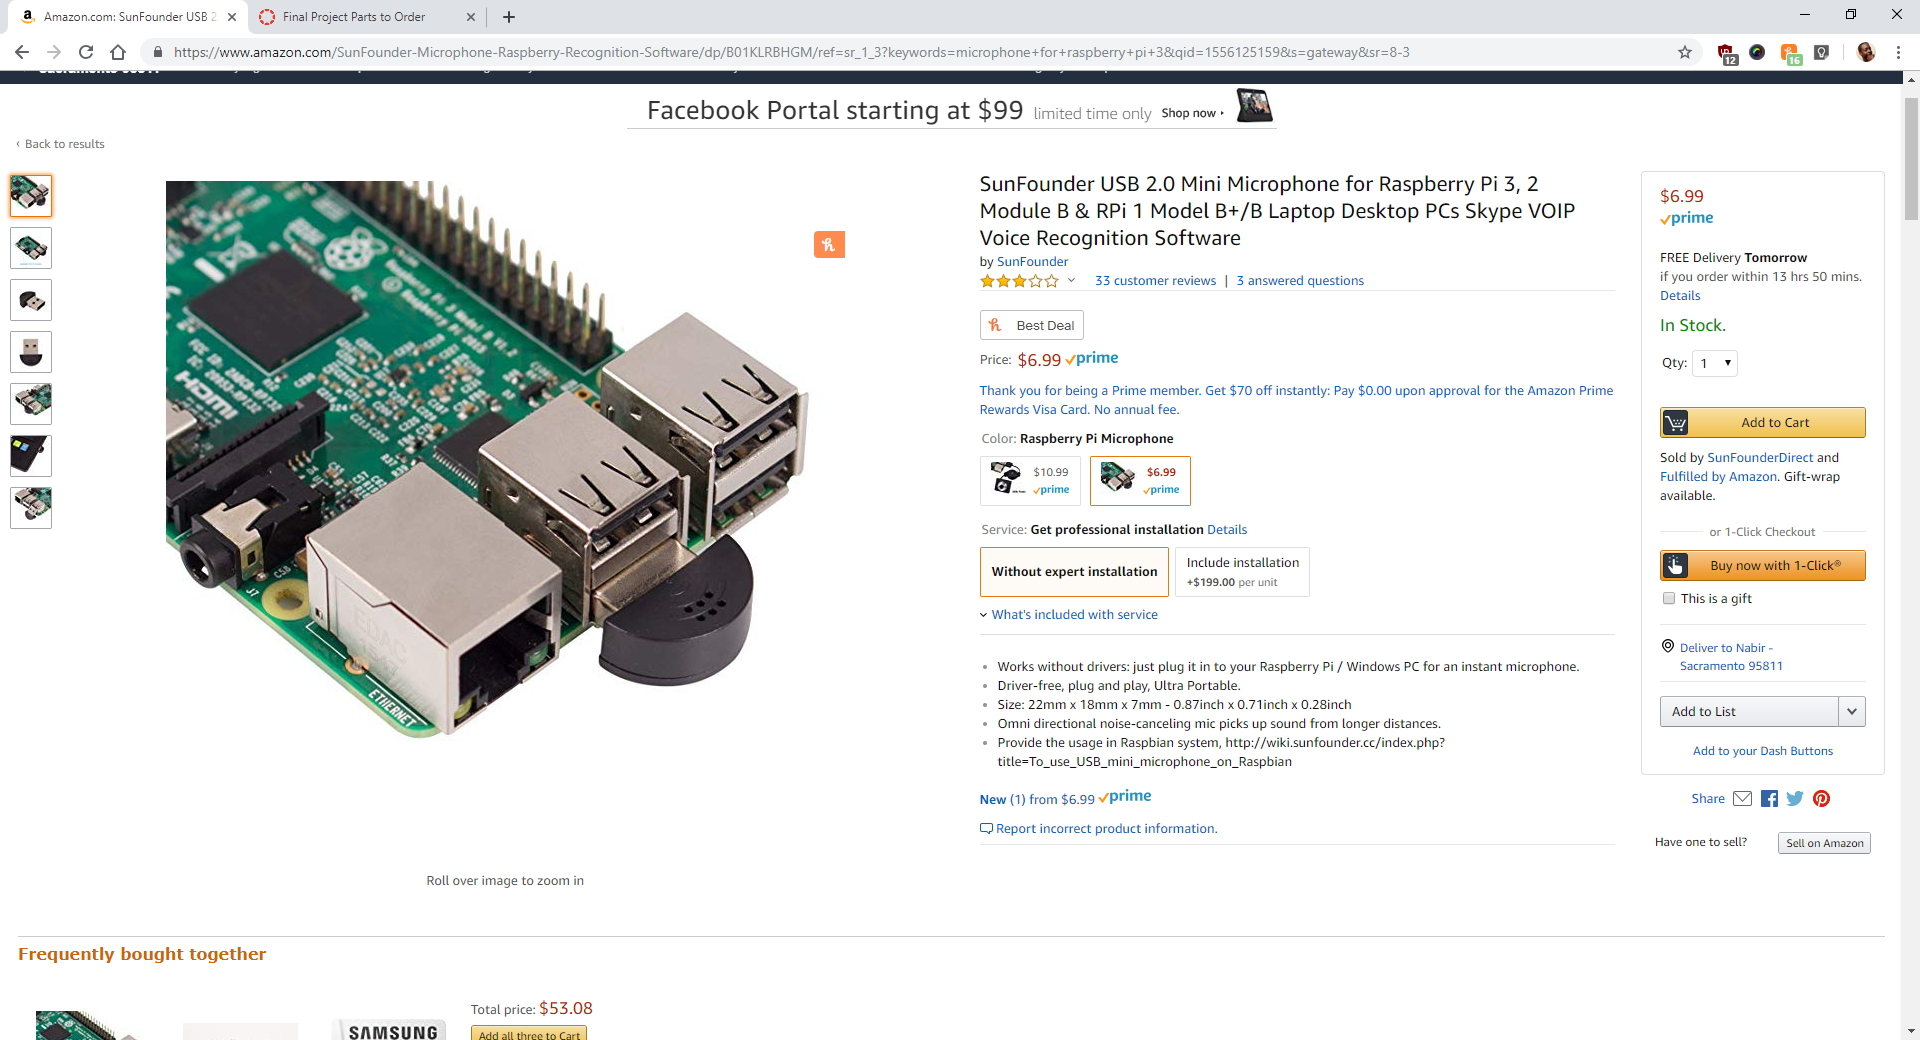 Amazon.com: SunFounder USB 2
Final Project Parts to Order
https://www.amazon.com/SunFounder-Microphone-Raspberry-Recognition-Software/dp/B01KLRBHGM/ref=sr_1_3?keywords=microphone+for+raspberry+pi+3&qid=1556125159&s=gateway&sr=8-3
12
16
Facebook Portal starting at $99 limited time only Shop now ›
‹ Back to results
SunFounder USB 2.0 Mini Microphone for Raspberry Pi 3, 2
Module B & RPi 1 Model B+/B Laptop Desktop PCs Skype VOIP
Voice Recognition Software
by SunFounder
33 customer reviews | 3 answered questions
h Best Deal
Price: $6.99 prime
Thank you for being a Prime member. Get $70 off instantly: Pay $0.00 upon approval for the Amazon Prime
Rewards Visa Card. No annual fee.
Color: Raspberry Pi Microphone
$10.99
prime
$6.99
prime
Service: Get professional installation Details
Without expert installation
Include installation
+$199.00 per unit
What's included with service
• Works without drivers: just plug it in to your Raspberry Pi / Windows PC for an instant microphone.
• Driver-free, plug and play, Ultra Portable.
• Size: 22mm x 18mm x 7mm - 0.87inch x 0.71inch x 0.28inch
• Omni directional noise-canceling mic picks up sound from longer distances.
• Provide the usage in Raspbian system, http://wiki.sunfounder.cc/index.php?
title=To_use_USB_mini_microphone_on_Raspbian
New (1) from $6.99 prime
Report incorrect product information.
$6.99
prime
FREE Delivery Tomorrow
if you order within 13 hrs 50 mins.
Details
In Stock.
Qty: 1
Add to Cart
Sold by SunFounderDirect and
Fulfilled by Amazon. Gift-wrap
available.
or 1-Click Checkout
Buy now with 1-Click®
This is a gift
Deliver to Nabir -
Sacramento 95811
Add to List
Add to your Dash Buttons
Share
Have one to sell?
Sell on Amazon
h
HDMI
J7
EDAC
ETHERNET
Roll over image to zoom in
Frequently bought together
Total price: $53.08
Add all three to Cart
SAMSUNG